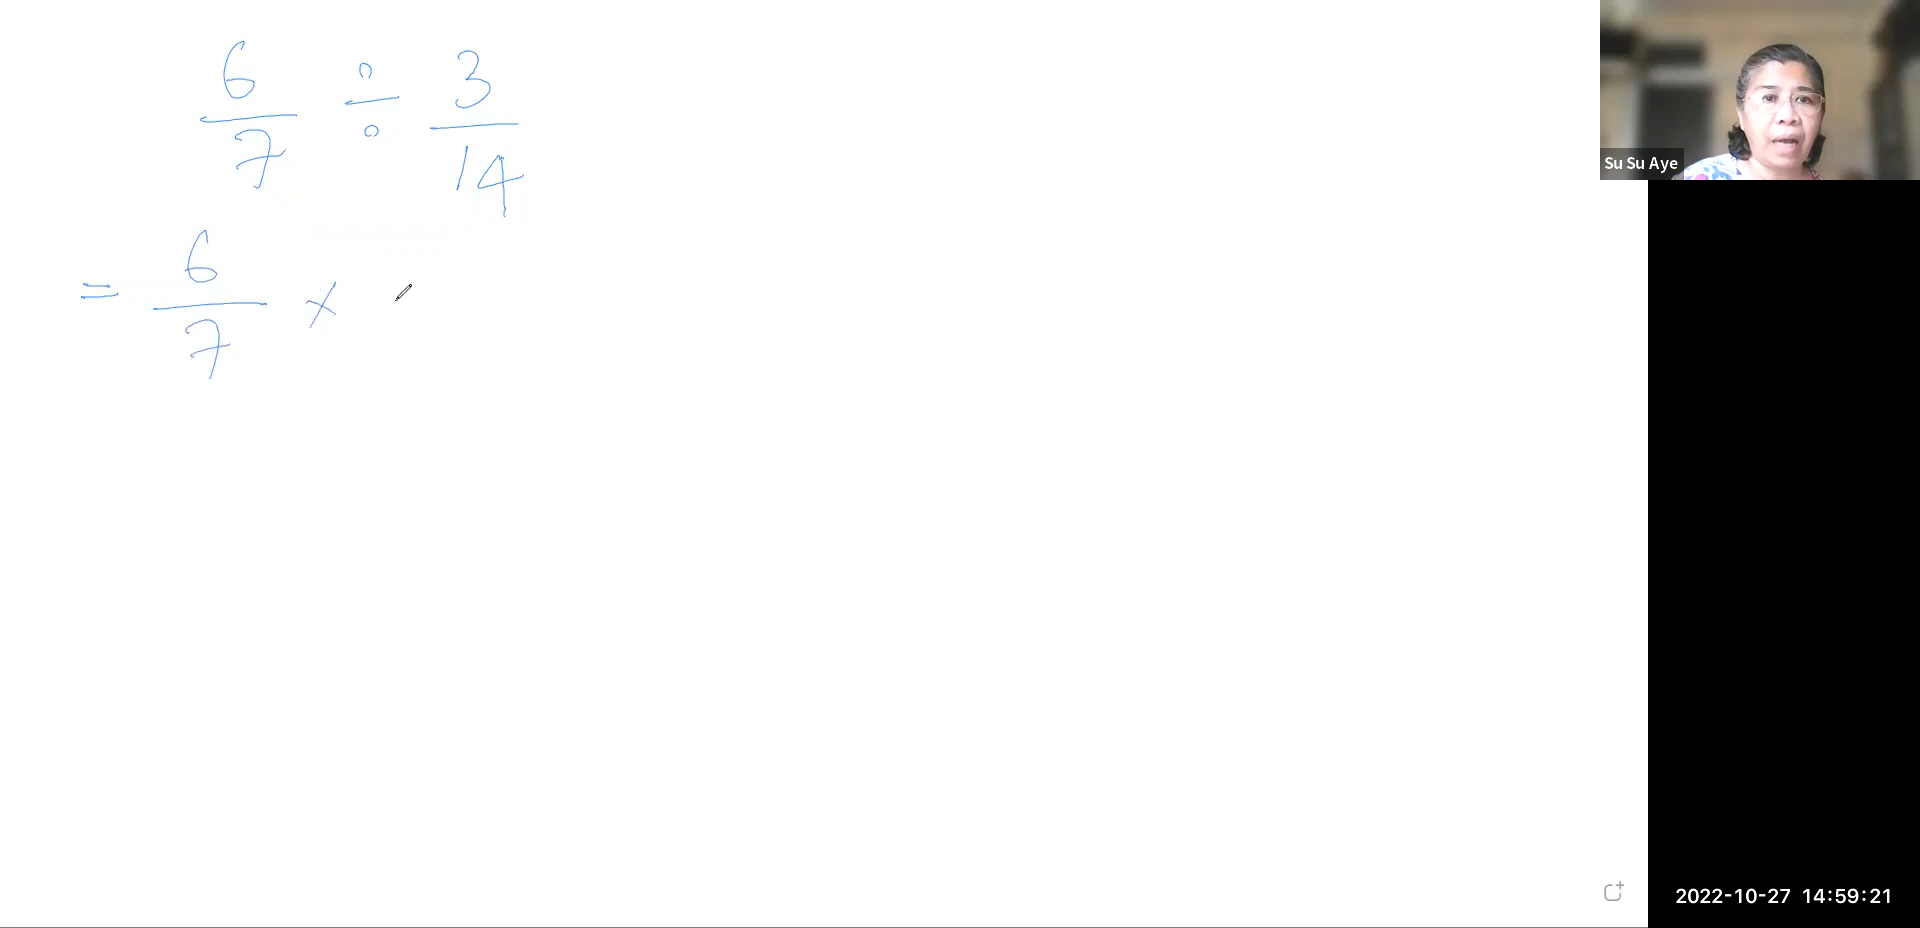 6/7 ÷ 3/14
= 6/7 ×
Su Su Aye
2022-10-27 14:59:21